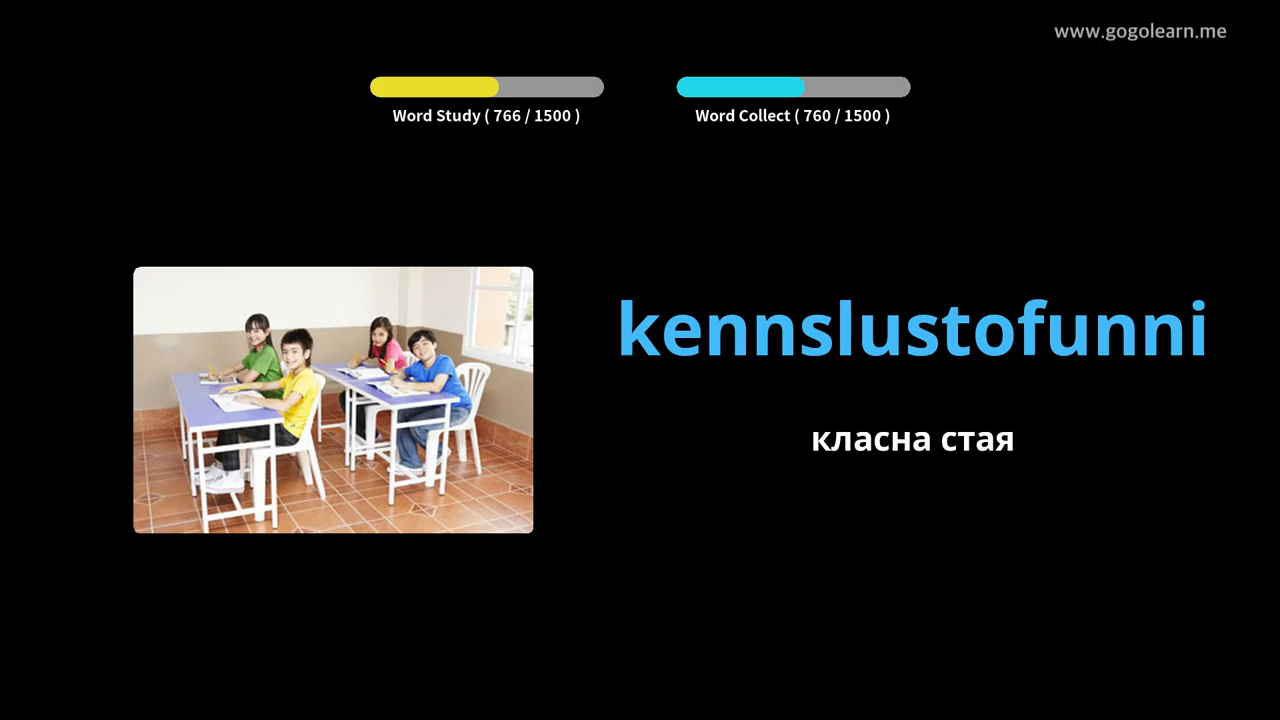 www.gogolearn.me
Word Study ( 766 / 1500 )
Word Collect ( 760 / 1500 )
kennslustofunni
класна стая